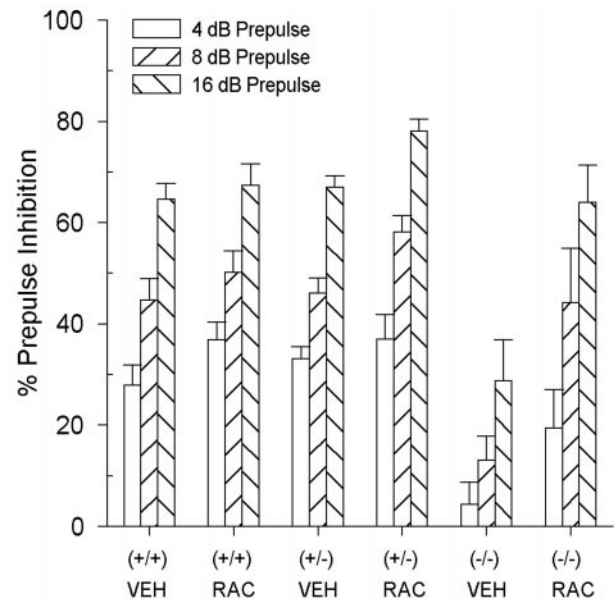 100
80
60
40
20
0
% Prepulse Inhibition
4 dB Prepulse
8 dB Prepulse
16 dB Prepulse
(+/+) (+/+) (+/-) (+/-) (-/-) (-/-)
VEH RAC VEH RAC VEH RAC